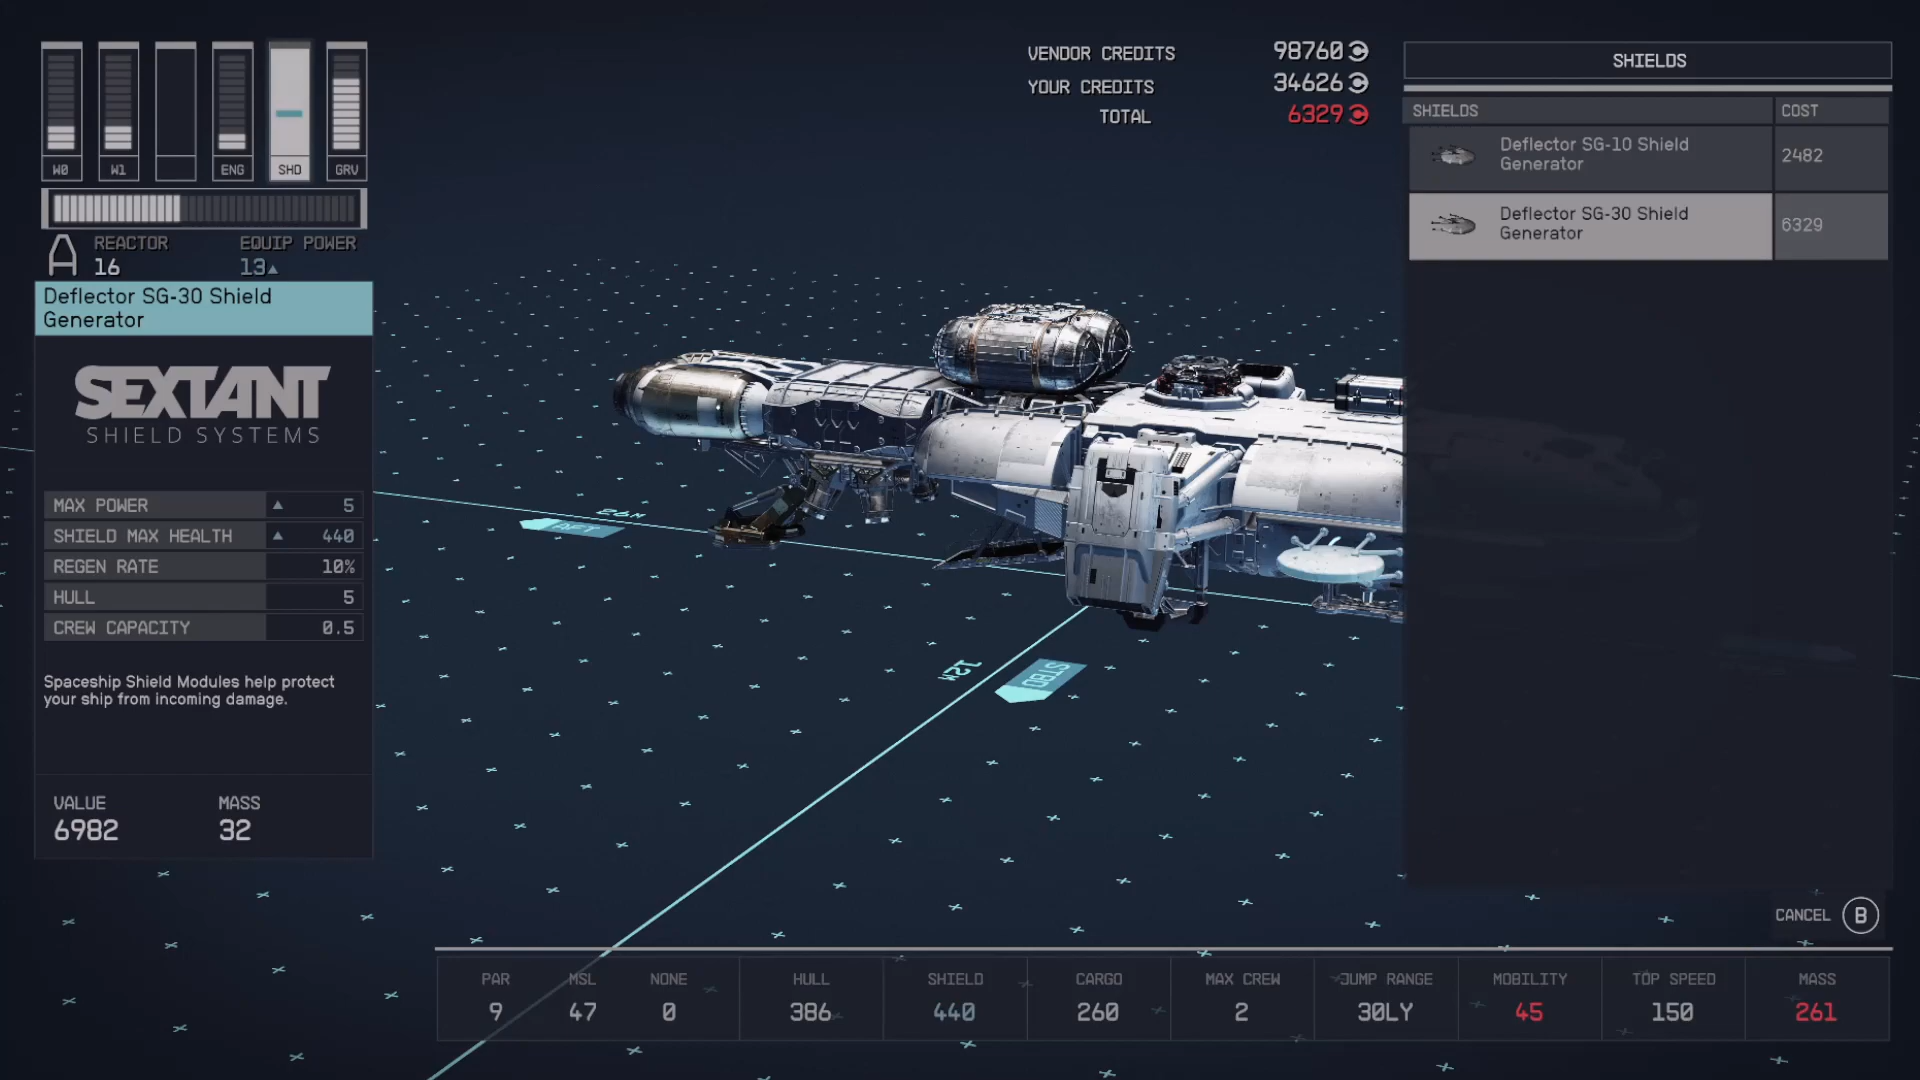 VENDOR CREDITS 98760
YOUR CREDITS 34626
TOTAL 6329
SHIELDS
SHIELDS COST
Deflector SG-10 Shield
Generator
2482
Deflector SG-30 Shield
Generator
6329
W0 W1 ENG SHD GRV
A REACTOR EQUIP POWER
16 13
Deflector SG-30 Shield
Generator
SEXTANT
SHIELD SYSTEMS
MAX POWER 5
SHIELD MAX HEALTH 440
REGEN RATE 10%
HULL 5
CREW CAPACITY 0.5
Spaceship Shield Modules help protect
your ship from incoming damage.
VALUE MASS
6982 32
26M
AFT
12M
STBD
CANCEL B
PAR MSL NONE HULL SHIELD CARGO MAX CREW JUMP RANGE MOBILITY TOP SPEED MASS
9 47 0 386 440 260 2 30LY 45 150 261